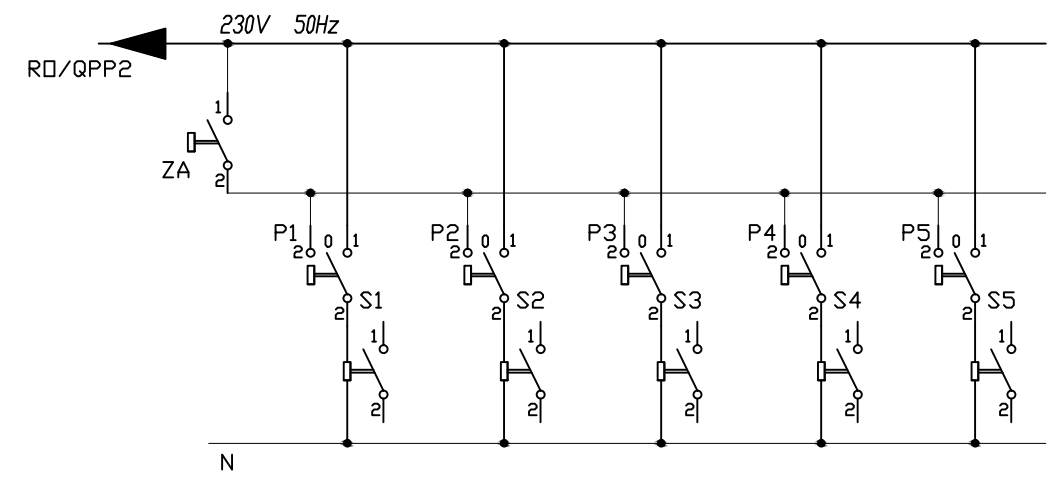 230V 50Hz
RO/QPP2
1
ZA
2
P1 P2 P3 P4 P5
2 0 1 2 0 1 2 0 1 2 0 1 2 0 1
S1 S2 S3 S4 S5
2 2 2 2 2
1 1 1 1 1
2 2 2 2 2
N